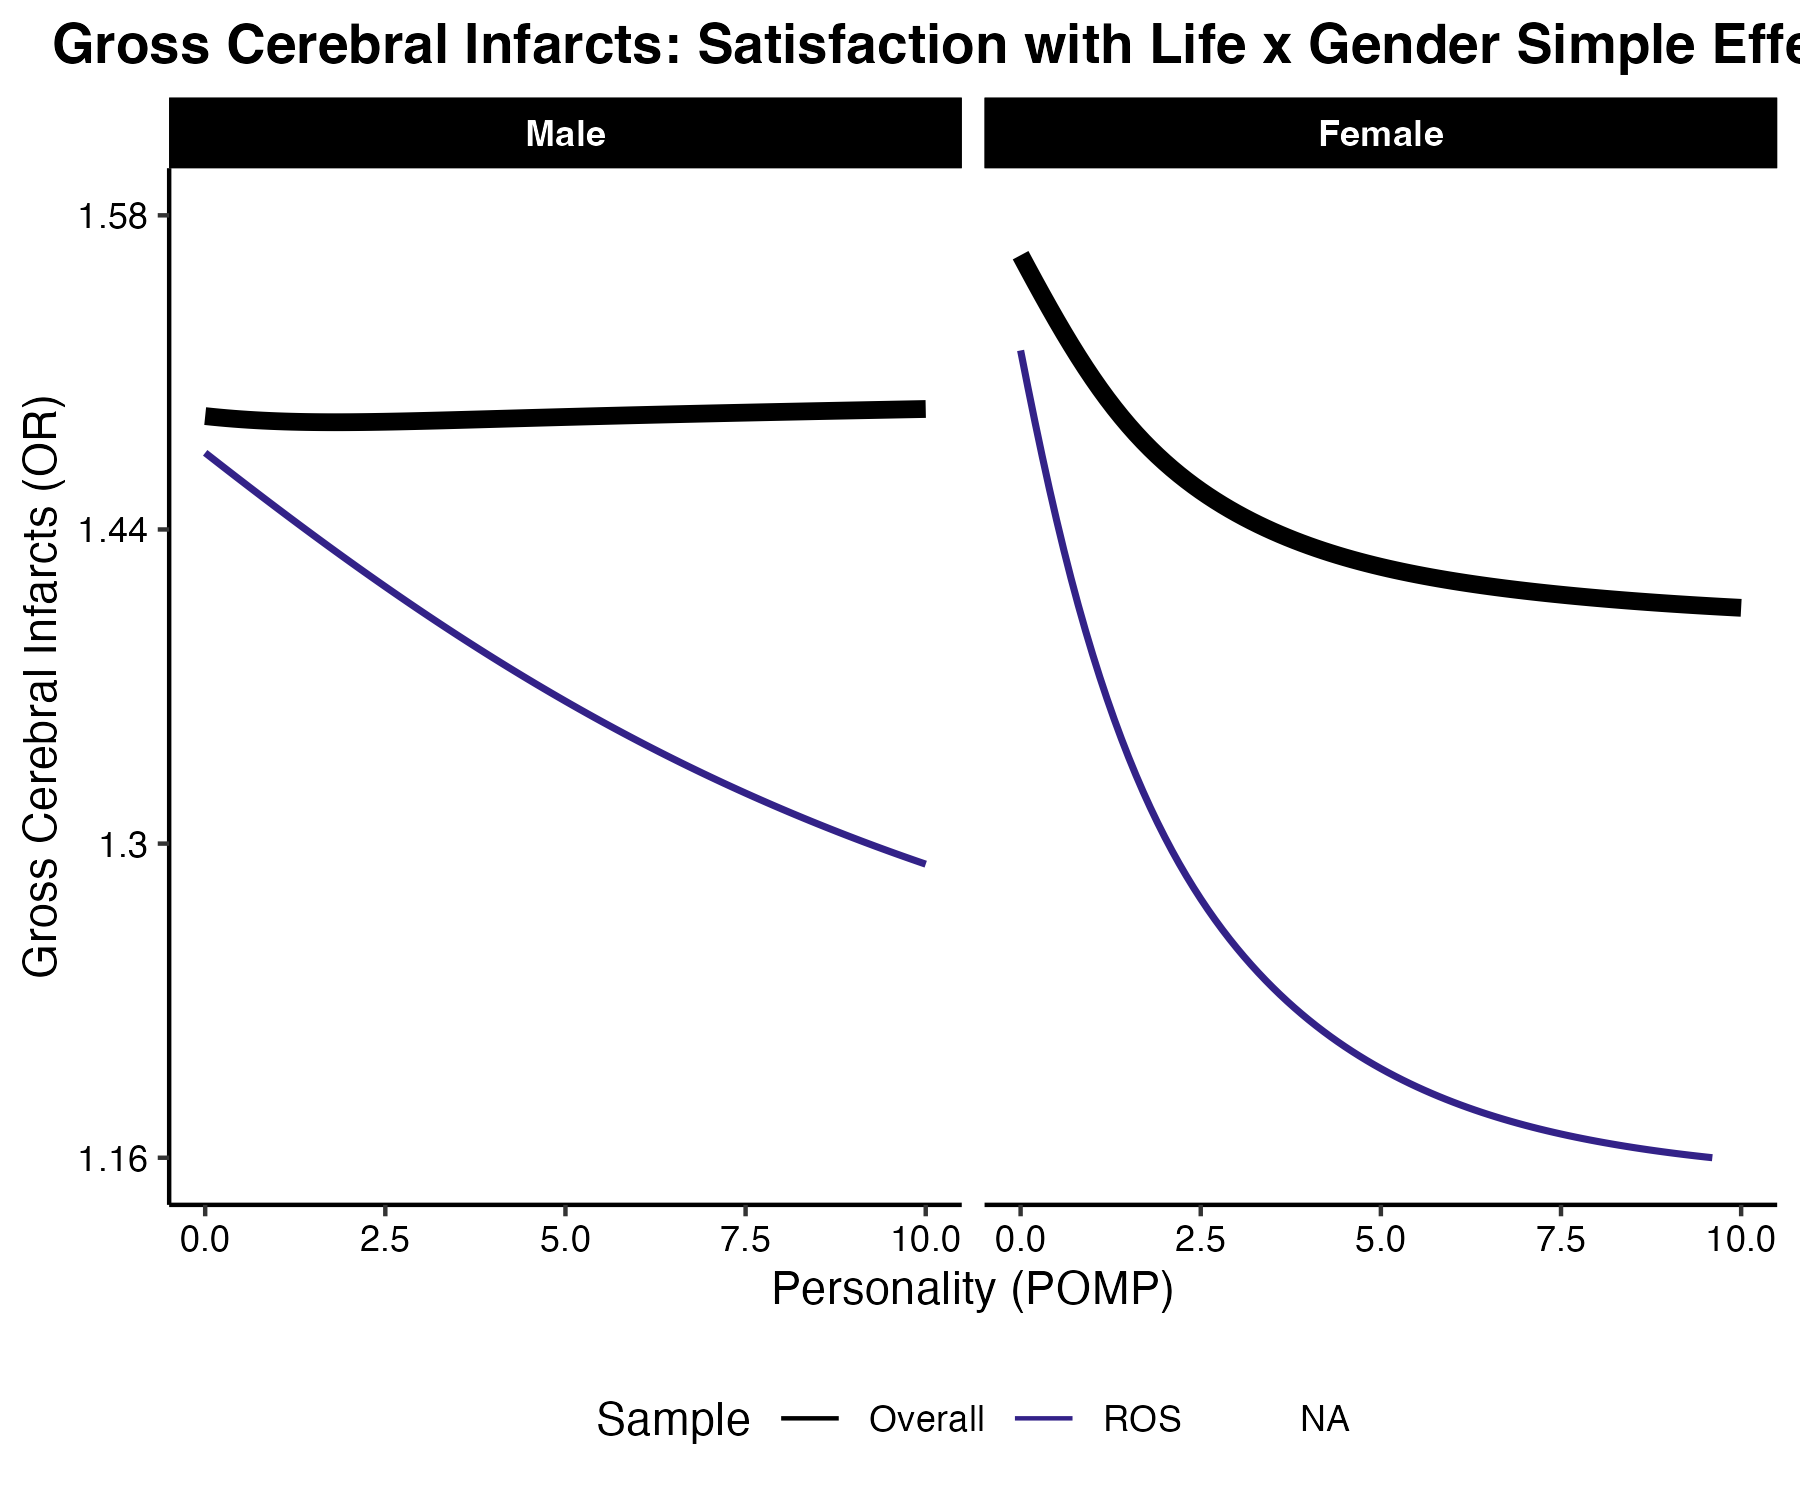 Gross Cerebral Infarcts: Satisfaction with Life x Gender Simple Effe
Male
Female
Gross Cerebral Infarcts (OR)
1.58
1.44
1.3
1.16
0.0 2.5 5.0 7.5 10.0
0.0 2.5 5.0 7.5 10.0
Personality (POMP)
Sample Overall ROS NA